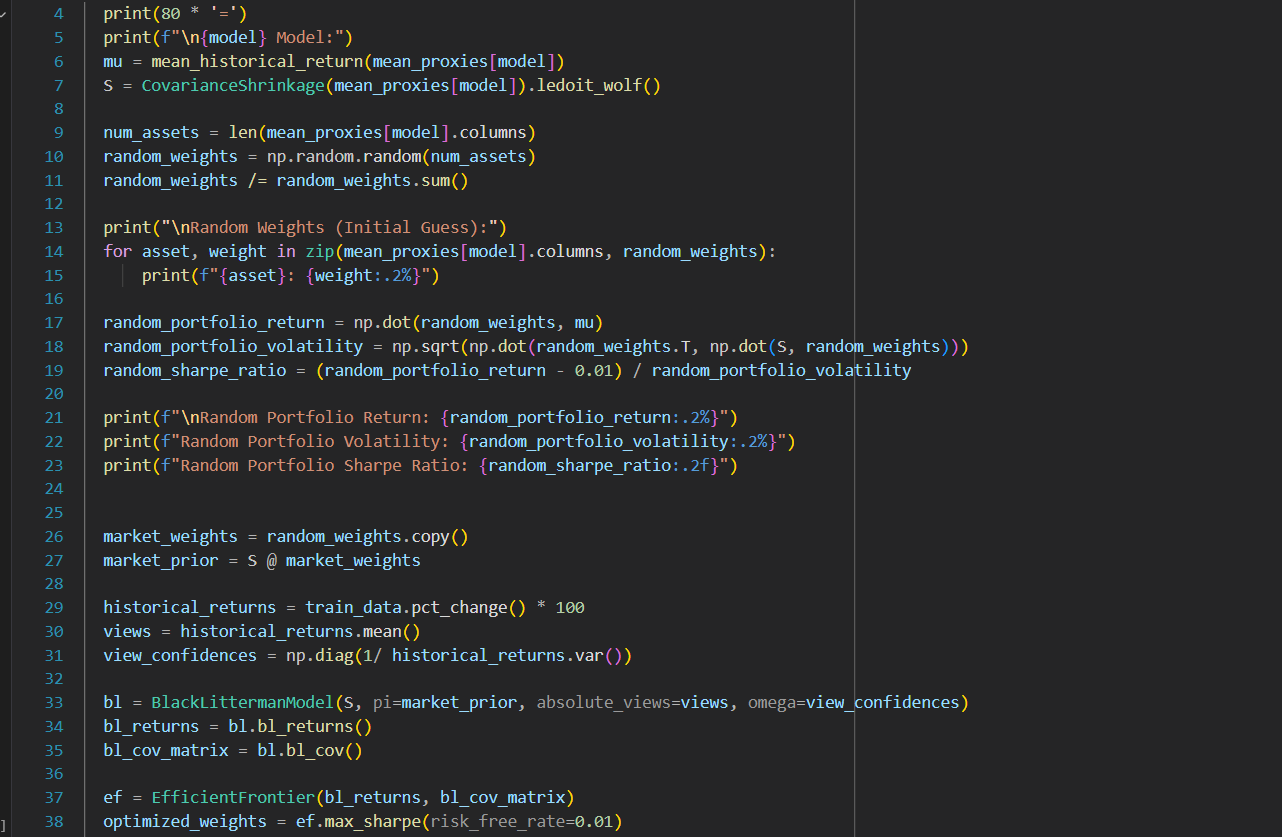 4 print(80 * '=')
5 print(f"\n{model} Model:")
6 mu = mean_historical_return(mean_proxies[model])
7 S = CovarianceShrinkage(mean_proxies[model]).ledoit_wolf()
8
9 num_assets = len(mean_proxies[model].columns)
10 random_weights = np.random.random(num_assets)
11 random_weights /= random_weights.sum()
12
13 print("\nRandom Weights (Initial Guess):")
14 for asset, weight in zip(mean_proxies[model].columns, random_weights):
15     print(f"{asset}: {weight:.2%}")
16
17 random_portfolio_return = np.dot(random_weights, mu)
18 random_portfolio_volatility = np.sqrt(np.dot(random_weights.T, np.dot(S, random_weights)))
19 random_sharpe_ratio = (random_portfolio_return - 0.01) / random_portfolio_volatility
20
21 print(f"\nRandom Portfolio Return: {random_portfolio_return:.2%}")
22 print(f"Random Portfolio Volatility: {random_portfolio_volatility:.2%}")
23 print(f"Random Portfolio Sharpe Ratio: {random_sharpe_ratio:.2f}")
24
25
26 market_weights = random_weights.copy()
27 market_prior = S @ market_weights
28
29 historical_returns = train_data.pct_change() * 100
30 views = historical_returns.mean()
31 view_confidences = np.diag(1/ historical_returns.var())
32
33 bl = BlackLittermanModel(S, pi=market_prior, absolute_views=views, omega=view_confidences)
34 bl_returns = bl.bl_returns()
35 bl_cov_matrix = bl.bl_cov()
36
37 ef = EfficientFrontier(bl_returns, bl_cov_matrix)
] 38 optimized_weights = ef.max_sharpe(risk_free_rate=0.01)